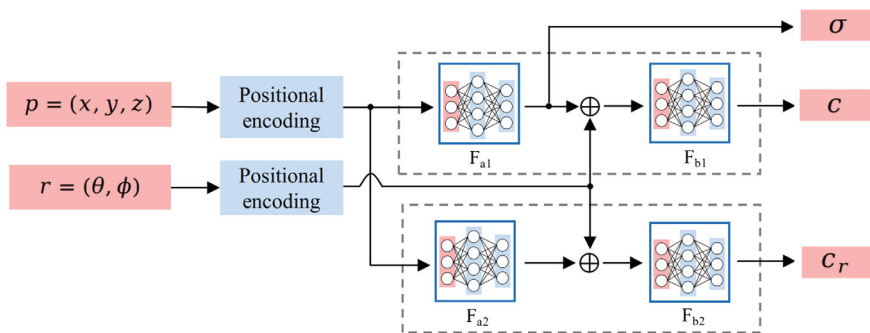 σ
p = (x, y, z)
Positional
encoding
F_a1
F_b1
c
r = (θ, ϕ)
Positional
encoding
F_a2
F_b2
c_r